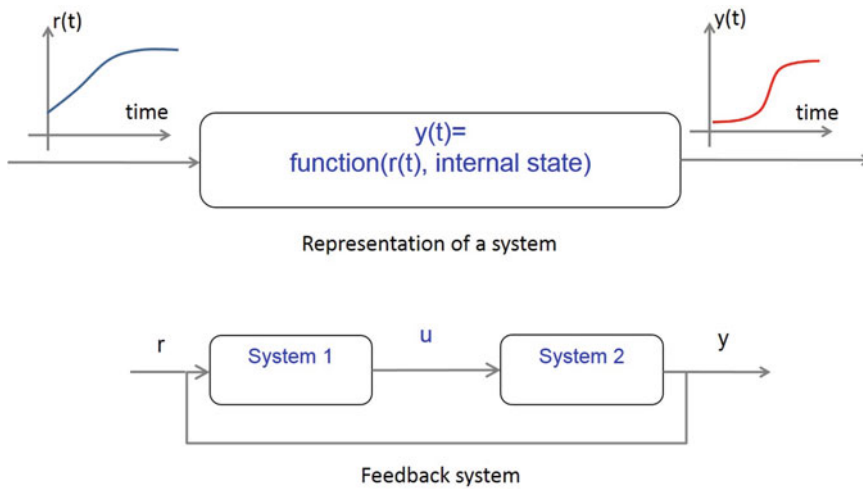 r(t)
time
y(t)=
function(r(t), internal state)
y(t)
time
Representation of a system
r
System 1
u
System 2
y
Feedback system